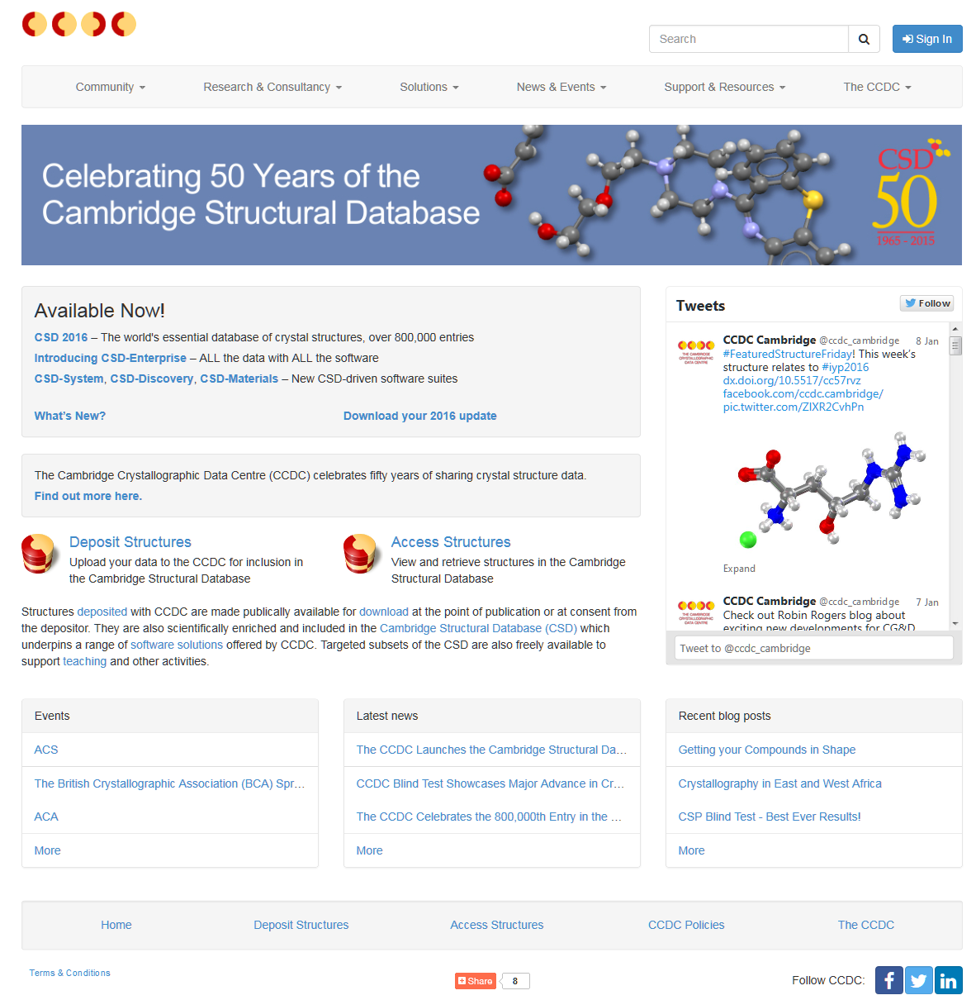 CCDC
Search
Sign In
Community
Research & Consultancy
Solutions
News & Events
Support & Resources
The CCDC
Celebrating 50 Years of the
Cambridge Structural Database
CSD
50
1965 - 2015
Available Now!
CSD 2016 – The world's essential database of crystal structures, over 800,000 entries
Introducing CSD-Enterprise – ALL the data with ALL the software
CSD-System, CSD-Discovery, CSD-Materials – New CSD-driven software suites
What's New?
Download your 2016 update
The Cambridge Crystallographic Data Centre (CCDC) celebrates fifty years of sharing crystal structure data.
Find out more here.
Deposit Structures
Upload your data to the CCDC for inclusion in
the Cambridge Structural Database
Access Structures
View and retrieve structures in the Cambridge
Structural Database
Structures deposited with CCDC are made publically available for download at the point of publication or at consent from
the depositor. They are also scientifically enriched and included in the Cambridge Structural Database (CSD) which
underpins a range of software solutions offered by CCDC. Targeted subsets of the CSD are also freely available to
support teaching and other activities.
Tweets
Follow
THE CAMBRIDGE
CRYSTALLOGRAPHIC
DATA CENTRE
CCDC Cambridge @ccdc_cambridge 8 Jan
#FeaturedStructureFriday! This week's
structure relates to #iyp2016
dx.doi.org/10.5517/cc57rvz
facebook.com/ccdc.cambridge/
pic.twitter.com/ZlXR2CvhPn
Expand
THE CAMBRIDGE
CRYSTALLOGRAPHIC
DATA CENTRE
CCDC Cambridge @ccdc_cambridge 7 Jan
Check out Robin Rogers blog about
exciting new developments for CG&D
Tweet to @ccdc_cambridge
Events
ACS
The British Crystallographic Association (BCA) Spr...
ACA
More
Latest news
The CCDC Launches the Cambridge Structural Da...
CCDC Blind Test Showcases Major Advance in Cr...
The CCDC Celebrates the 800,000th Entry in the ...
More
Recent blog posts
Getting your Compounds in Shape
Crystallography in East and West Africa
CSP Blind Test - Best Ever Results!
More
Home
Deposit Structures
Access Structures
CCDC Policies
The CCDC
Terms & Conditions
Share
8
Follow CCDC: